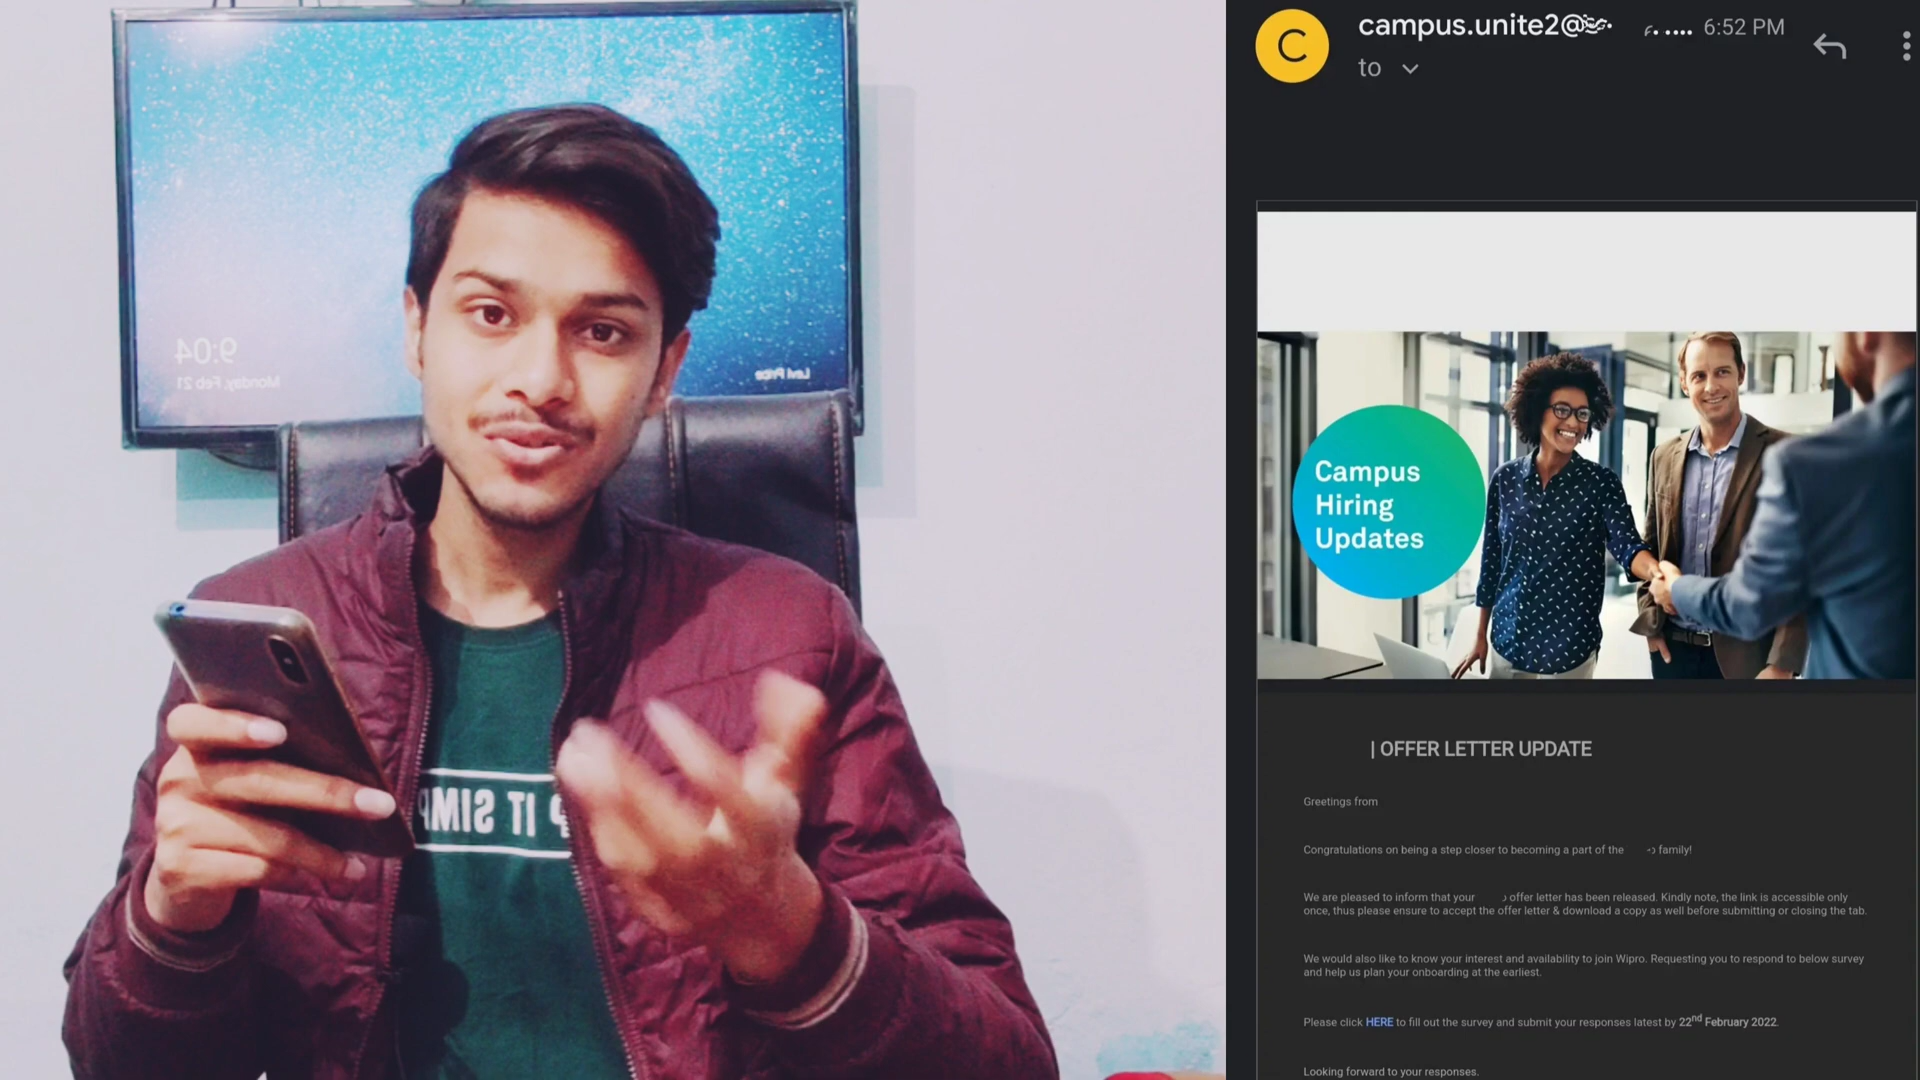 9:04
Monday, Feb 21
Levi Price
P IT SIMP
campus.unite2@
6:52 PM
to
C
Campus
Hiring
Updates
| OFFER LETTER UPDATE
Greetings from
Congratulations on being a step closer to becoming a part of the family!
We are pleased to inform that your offer letter has been released. Kindly note, the link is accessible only
once, thus please ensure to accept the offer letter & download a copy as well before submitting or closing the tab.
We would also like to know your interest and availability to join Wipro. Requesting you to respond to below survey
and help us plan your onboarding at the earliest.
Please click HERE to fill out the survey and submit your responses latest by 22nd February 2022.
Looking forward to your responses.